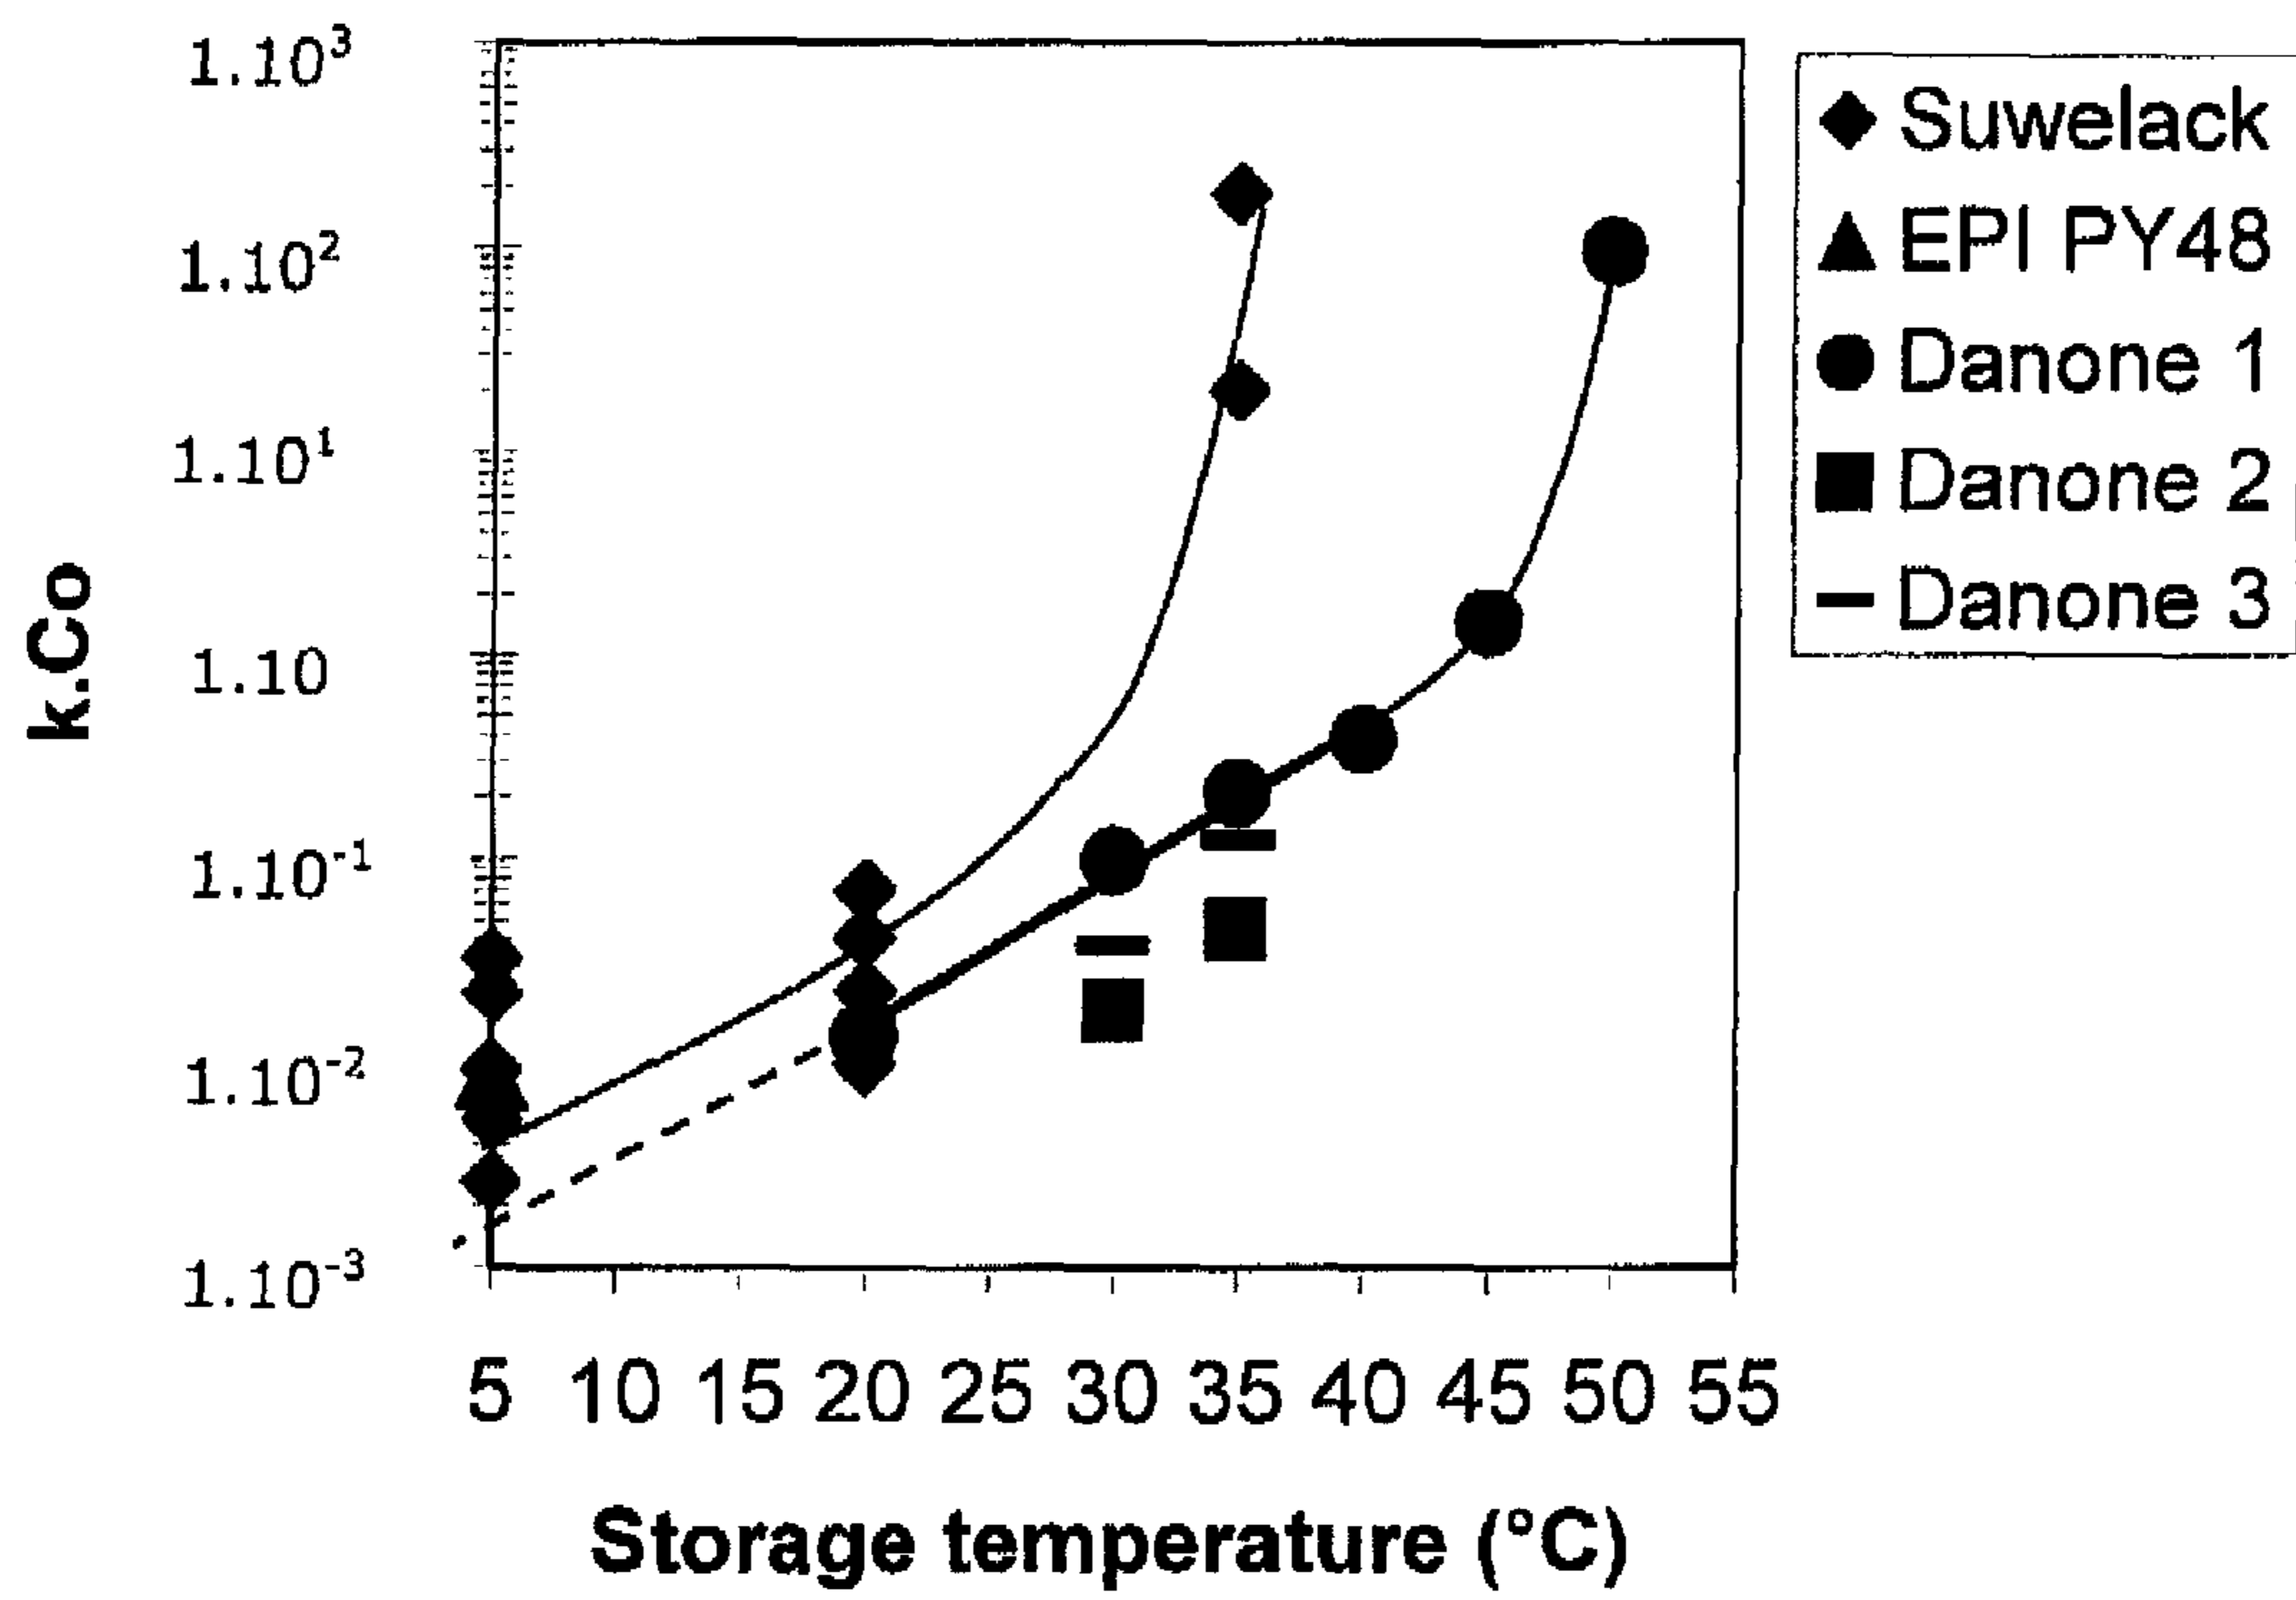 1.10³
1.10²
1.10¹
1.10
1.10⁻¹
1.10⁻²
1.10⁻³
k.Co
5 10 15 20 25 30 35 40 45 50 55
Storage temperature (°C)
Suwelack
EPI PY48
Danone 1
Danone 2
Danone 3